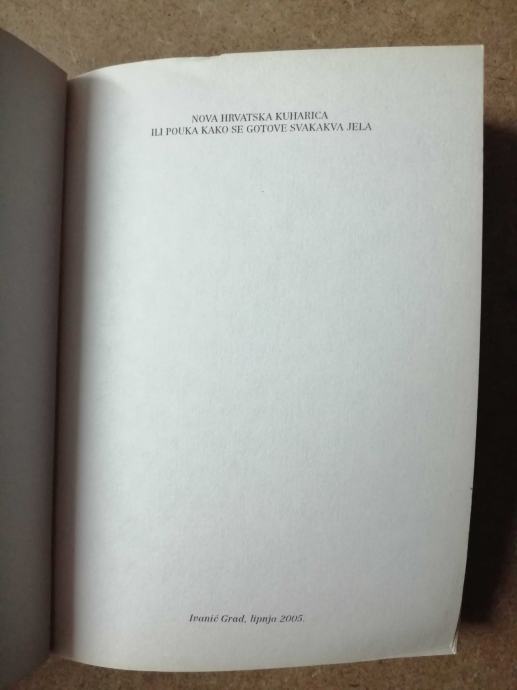 NOVA HRVATSKA KUHARICA
ILI POUKA KAKO SE GOTOVE SVAKAKVA JELA
Ivanić Grad, lipnja 2005.